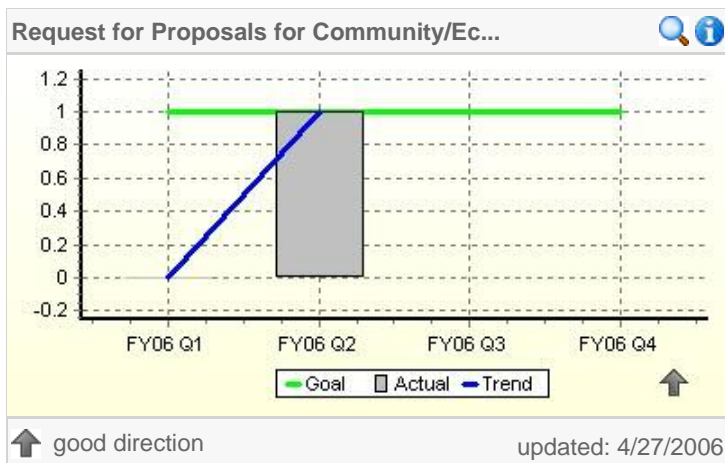 Request for Proposals for Community/Ec...
1.2
1
0.8
0.6
0.4
0.2
0
-0.2
FY06 Q1 FY06 Q2 FY06 Q3 FY06 Q4
Goal Actual Trend
good direction updated: 4/27/2006